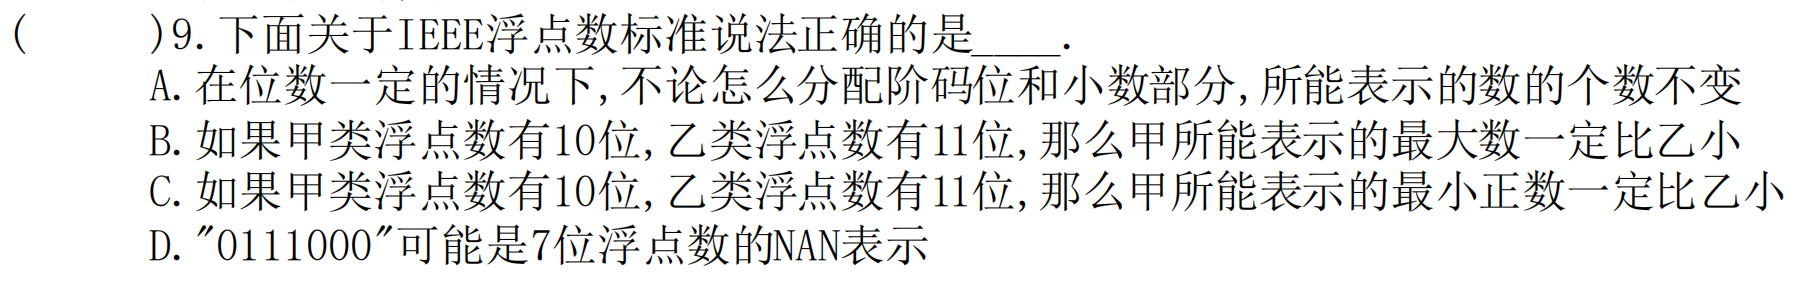 (    )9.下面关于IEEE浮点数标准说法正确的是____.
A.在位数一定的情况下,不论怎么分配阶码位和小数部分,所能表示的数的个数不变
B.如果甲类浮点数有10位,乙类浮点数有11位,那么甲所能表示的最大数一定比乙小
C.如果甲类浮点数有10位,乙类浮点数有11位,那么甲所能表示的最小正数一定比乙小
D."0111000"可能是7位浮点数的NAN表示